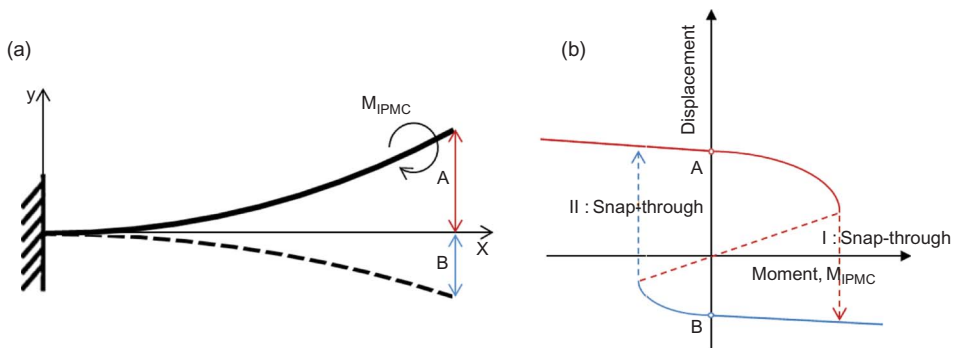 (a)
y
M_IPMC
A
X
B
(b)
Displacement
A
II : Snap-through
I : Snap-through
Moment, M_IPMC
B